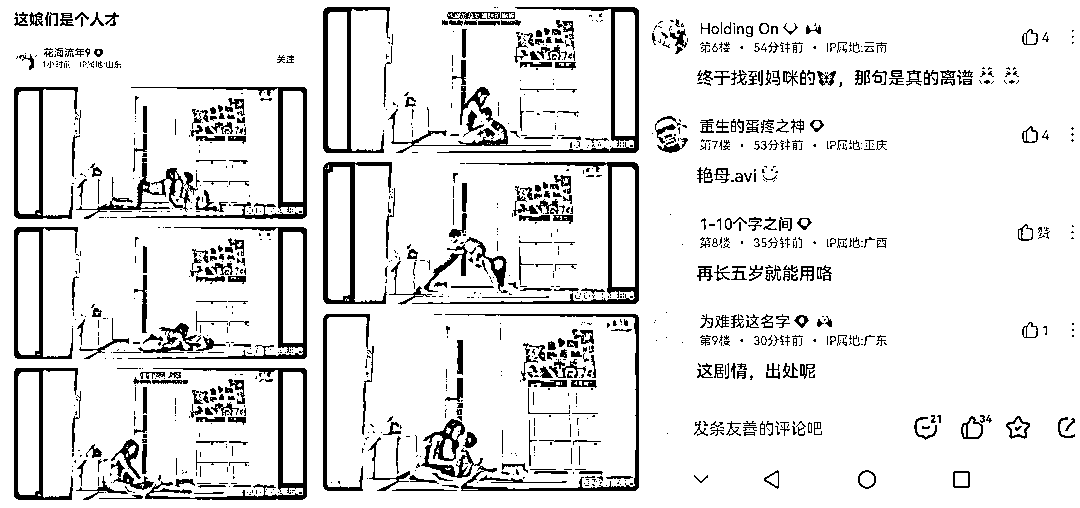 这娘们是个人才
花海流年9
1小时前 IP属地:山东
关注
Holding On
第6楼 • 54分钟前 • IP属地:云南
4
终于找到妈咪的，那句是真的离谱
重生的蛋疼之神
第7楼 • 53分钟前 • IP属地:重庆
4
艳母.avi
1-10个字之间
第8楼 • 35分钟前 • IP属地:广西
赞
再长五岁就能用咯
为难我这名字
第9楼 • 30分钟前 • IP属地:广东
1
这剧情，出处呢
发条友善的评论吧
21
34